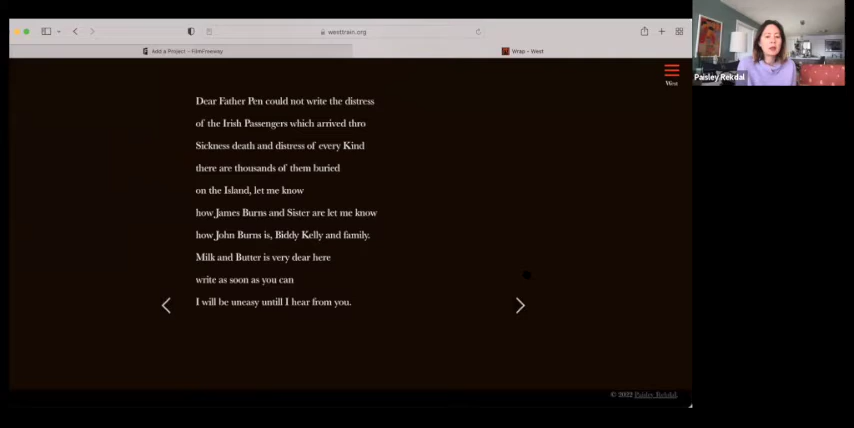 westtrain.org
Add a Project - FilmFreeway
Wrap – West
West
Dear Father Pen could not write the distress
of the Irish Passengers which arrived thro
Sickness death and distress of every Kind
there are thousands of them buried
on the Island, let me know
how James Burns and Sister are let me know
how John Burns is, Biddy Kelly and family.
Milk and Butter is very dear here
write as soon as you can
I will be uneasy untill I hear from you.
© 2022 Paisley Rekdal.
Paisley Rekdal